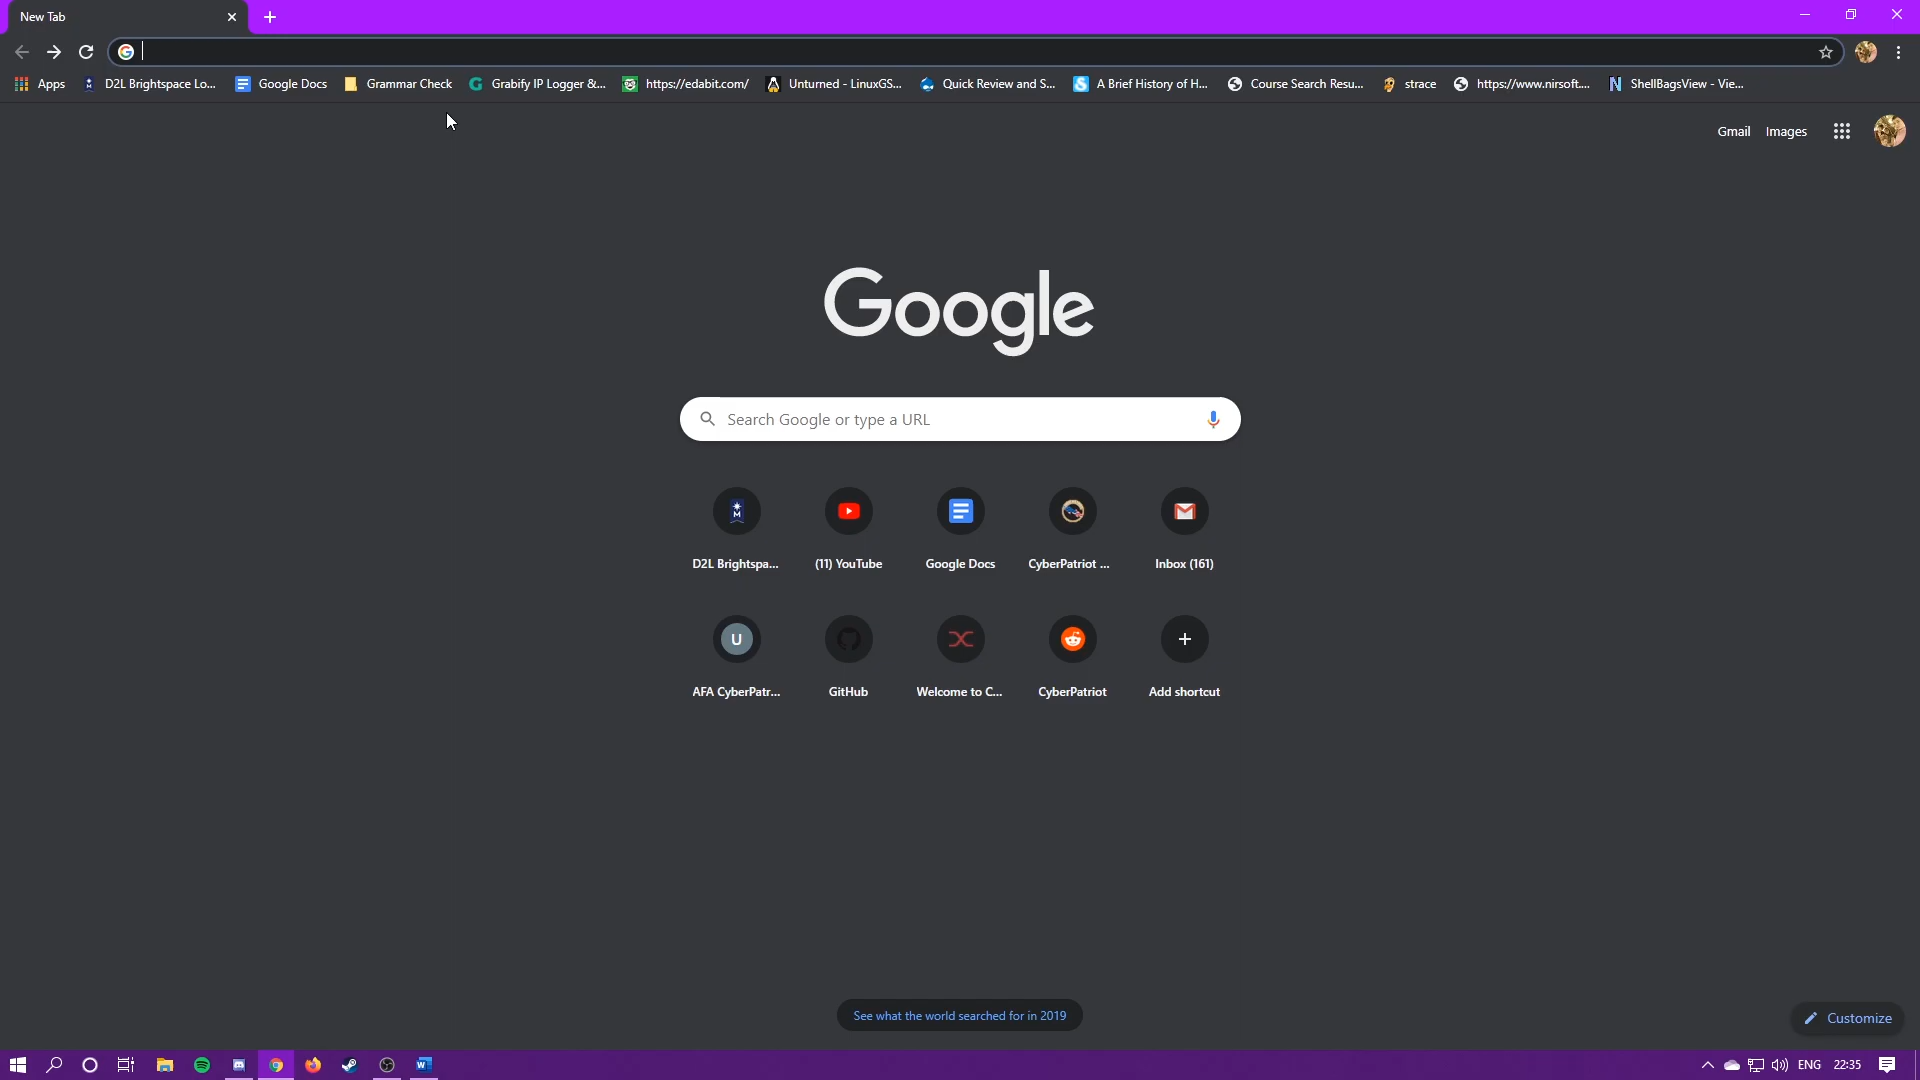 New Tab
Apps D2L Brightspace Lo... Google Docs Grammar Check Grabify IP Logger &... https://edabit.com/ Unturned - LinuxGS... Quick Review and S... A Brief History of H... Course Search Resu... strace https://www.nirsoft.... ShellBagsView - Vie...
Gmail Images
Google
Search Google or type a URL
D2L Brightspa... (11) YouTube Google Docs CyberPatriot ... Inbox (161)
U
AFA CyberPatr... GitHub Welcome to C... CyberPatriot Add shortcut
See what the world searched for in 2019
Customize
ENG 22:35